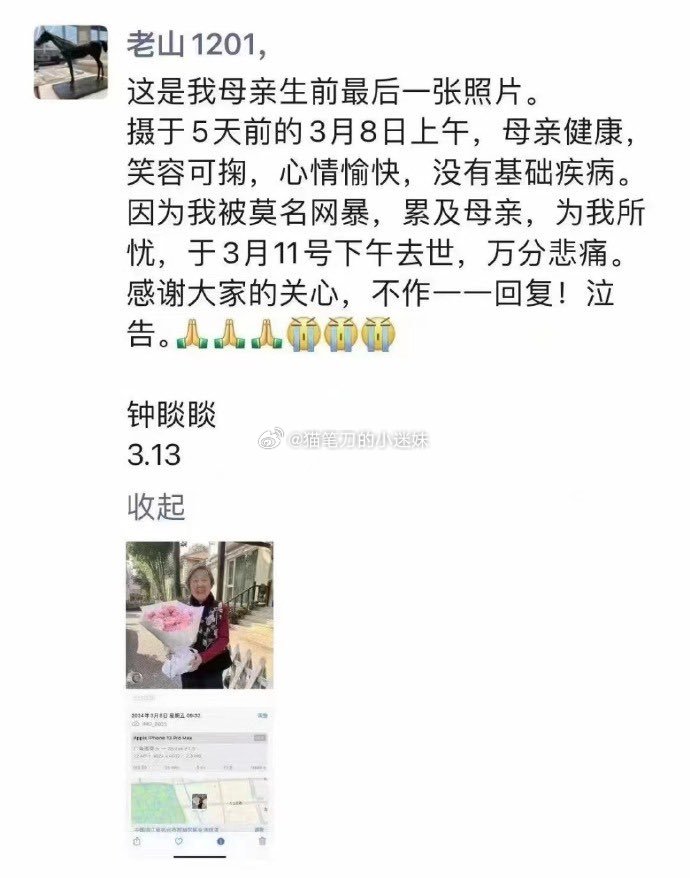 老山1201,
这是我母亲生前最后一张照片。
摄于5天前的3月8日上午，母亲健康，
笑容可掬，心情愉快，没有基础疾病。
因为我被莫名网暴，累及母亲，为我所
忧，于3月11号下午去世，万分悲痛。
感谢大家的关心，不作一一回复！泣
告。🙏🙏🙏😭😭😭
钟睒睒
@猫笔刀的小迷妹
3.13
收起
2024年3月8日 星期五 09:32
Apple iPhone 13 Pro Max